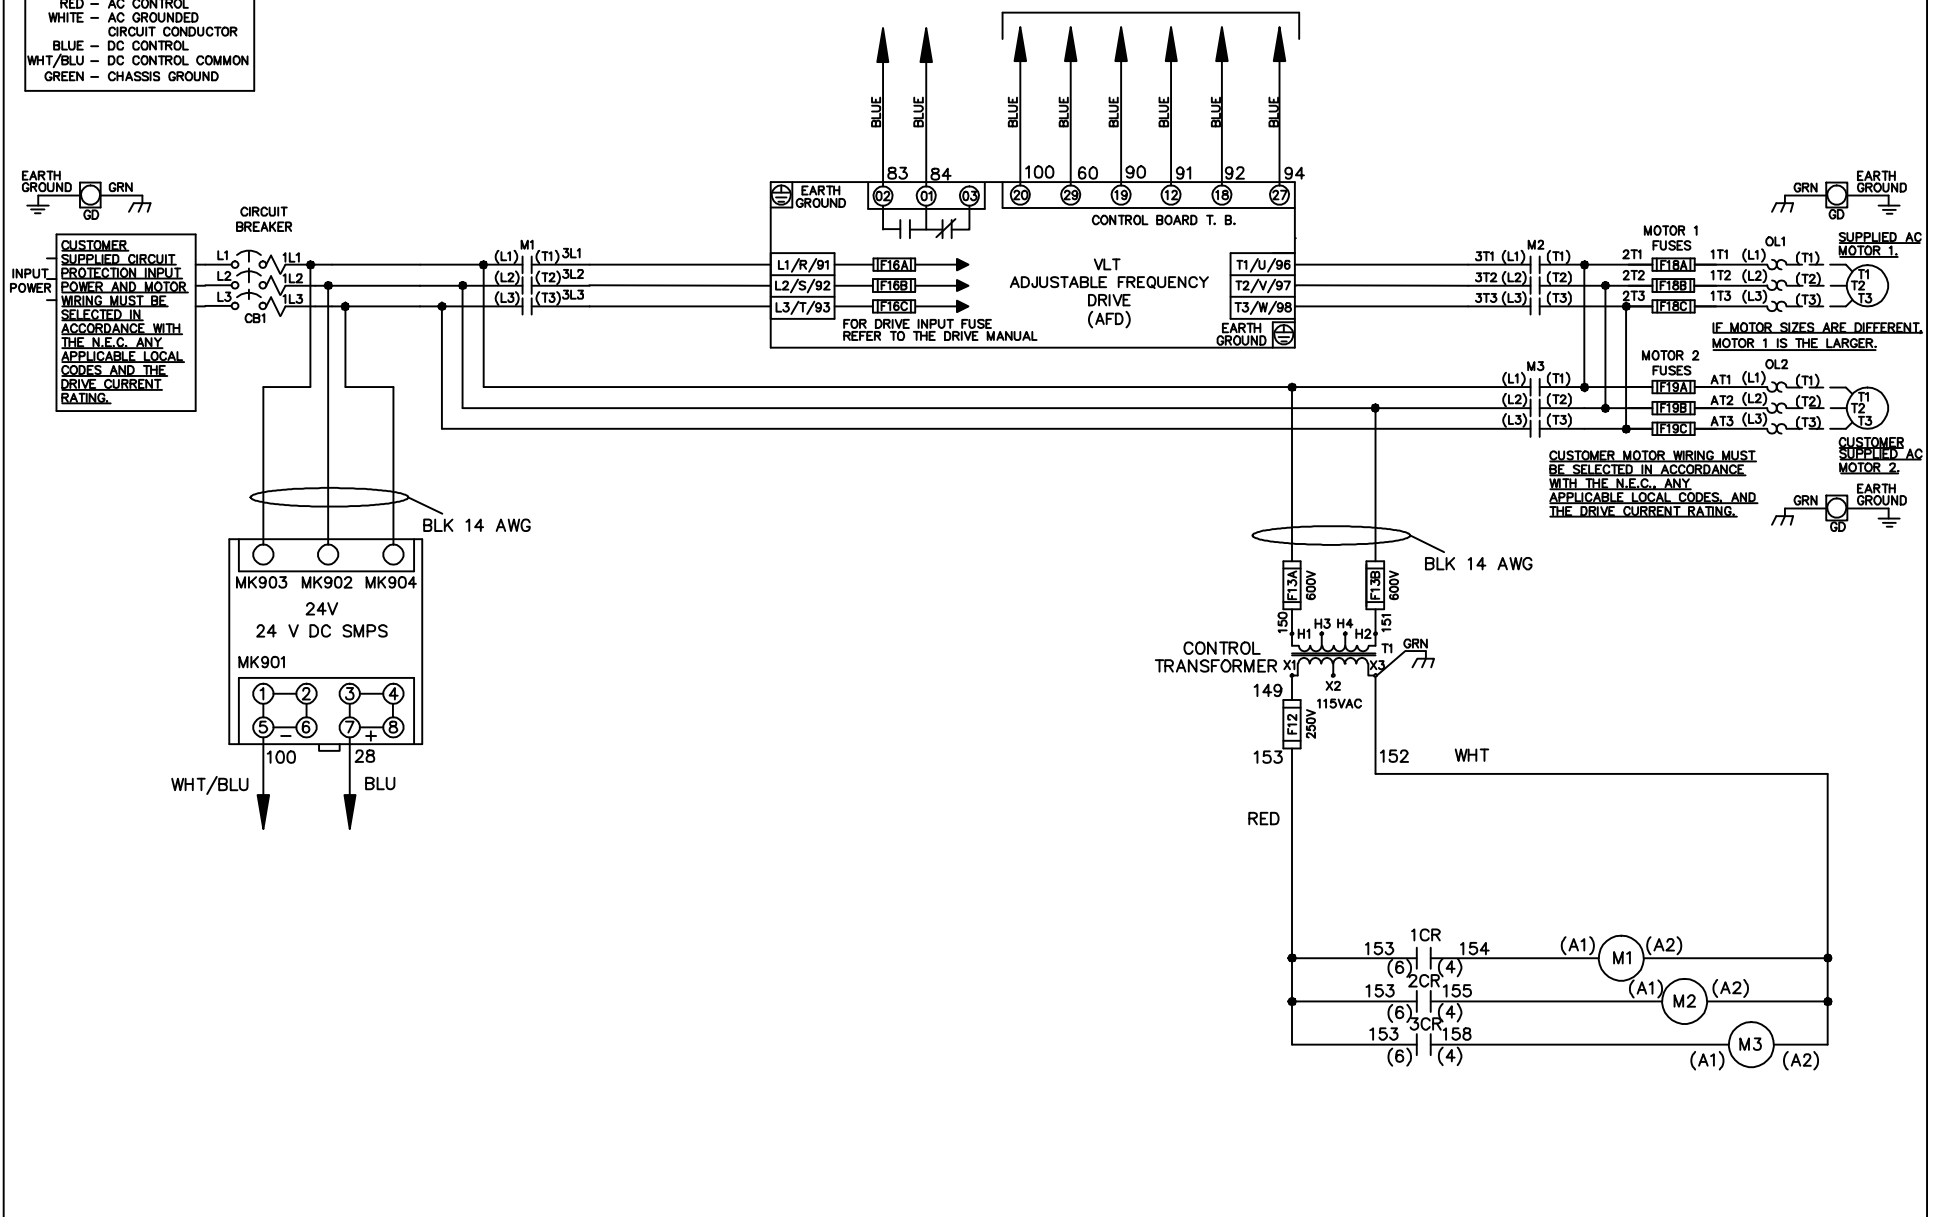 RED – AC CONTROL
WHITE – AC GROUNDED
CIRCUIT CONDUCTOR
BLUE – DC CONTROL
WHT/BLU – DC CONTROL COMMON
GREEN – CHASSIS GROUND
BLUE
BLUE
BLUE
BLUE
BLUE
BLUE
BLUE
BLUE
83
84
100
60
90
91
92
94
EARTH
GROUND
02
01
03
20
29
19
12
18
27
CONTROL BOARD T. B.
L1/R/91
L2/S/92
L3/T/93
F16A
F16B
F16C
VLT
ADJUSTABLE FREQUENCY
DRIVE
(AFD)
FOR DRIVE INPUT FUSE
REFER TO THE DRIVE MANUAL
T1/U/96
T2/V/97
T3/W/98
EARTH
GROUND
EARTH
GROUND
GRN
GD
CIRCUIT
BREAKER
INPUT
POWER
CUSTOMER
SUPPLIED CIRCUIT
PROTECTION INPUT
POWER AND MOTOR
WIRING MUST BE
SELECTED IN
ACCORDANCE WITH
THE N.E.C. ANY
APPLICABLE LOCAL
CODES AND THE
DRIVE CURRENT
RATING.
L1
1L1
L2
1L2
L3
1L3
CB1
M1
(L1) (T1) 3L1
(L2) (T2) 3L2
(L3) (T3) 3L3
3T1 (L1)
3T2 (L2)
3T3 (L3)
M2
(T1)
(T2)
(T3)
2T1
2T2
2T3
MOTOR 1
FUSES
F18A
F18B
F18C
1T1 (L1)
1T2 (L2)
1T3 (L3)
OL1
(T1)
(T2)
(T3)
GRN
GD
EARTH
GROUND
SUPPLIED AC
MOTOR 1.
T1
T2
T3
IF MOTOR SIZES ARE DIFFERENT,
MOTOR 1 IS THE LARGER.
M3
(L1) (T1)
(L2) (T2)
(L3) (T3)
MOTOR 2
FUSES
F19A
F19B
F19C
AT1 (L1)
AT2 (L2)
AT3 (L3)
OL2
(T1)
(T2)
(T3)
T1
T2
T3
CUSTOMER
SUPPLIED AC
MOTOR 2.
CUSTOMER MOTOR WIRING MUST
BE SELECTED IN ACCORDANCE
WITH THE N.E.C., ANY
APPLICABLE LOCAL CODES, AND
THE DRIVE CURRENT RATING.
GRN
GD
EARTH
GROUND
BLK 14 AWG
MK903 MK902 MK904
24V
24 V DC SMPS
MK901
1
2
3
4
5
6
7
8
–
+
100
28
WHT/BLU
BLU
BLK 14 AWG
F13A
600V
F13B
600V
150
151
H1 H3 H4 H2
T1
GRN
CONTROL
TRANSFORMER
X1
X3
X2
149
115VAC
F12
250V
153
152
WHT
RED
1CR
153
154
(6) (4)
(A1)
M1
(A2)
2CR
153
155
(6) (4)
(A1)
M2
(A2)
3CR
153
158
(6) (4)
(A1)
M3
(A2)